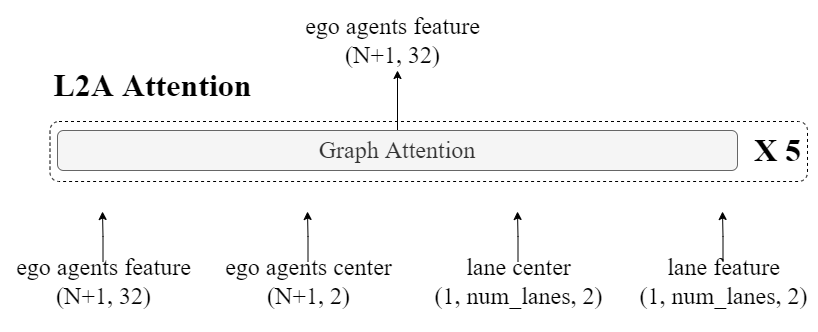 ego agents feature
(N+1, 32)
L2A Attention
Graph Attention
X 5
ego agents feature
(N+1, 32)
ego agents center
(N+1, 2)
lane center
(1, num_lanes, 2)
lane feature
(1, num_lanes, 2)